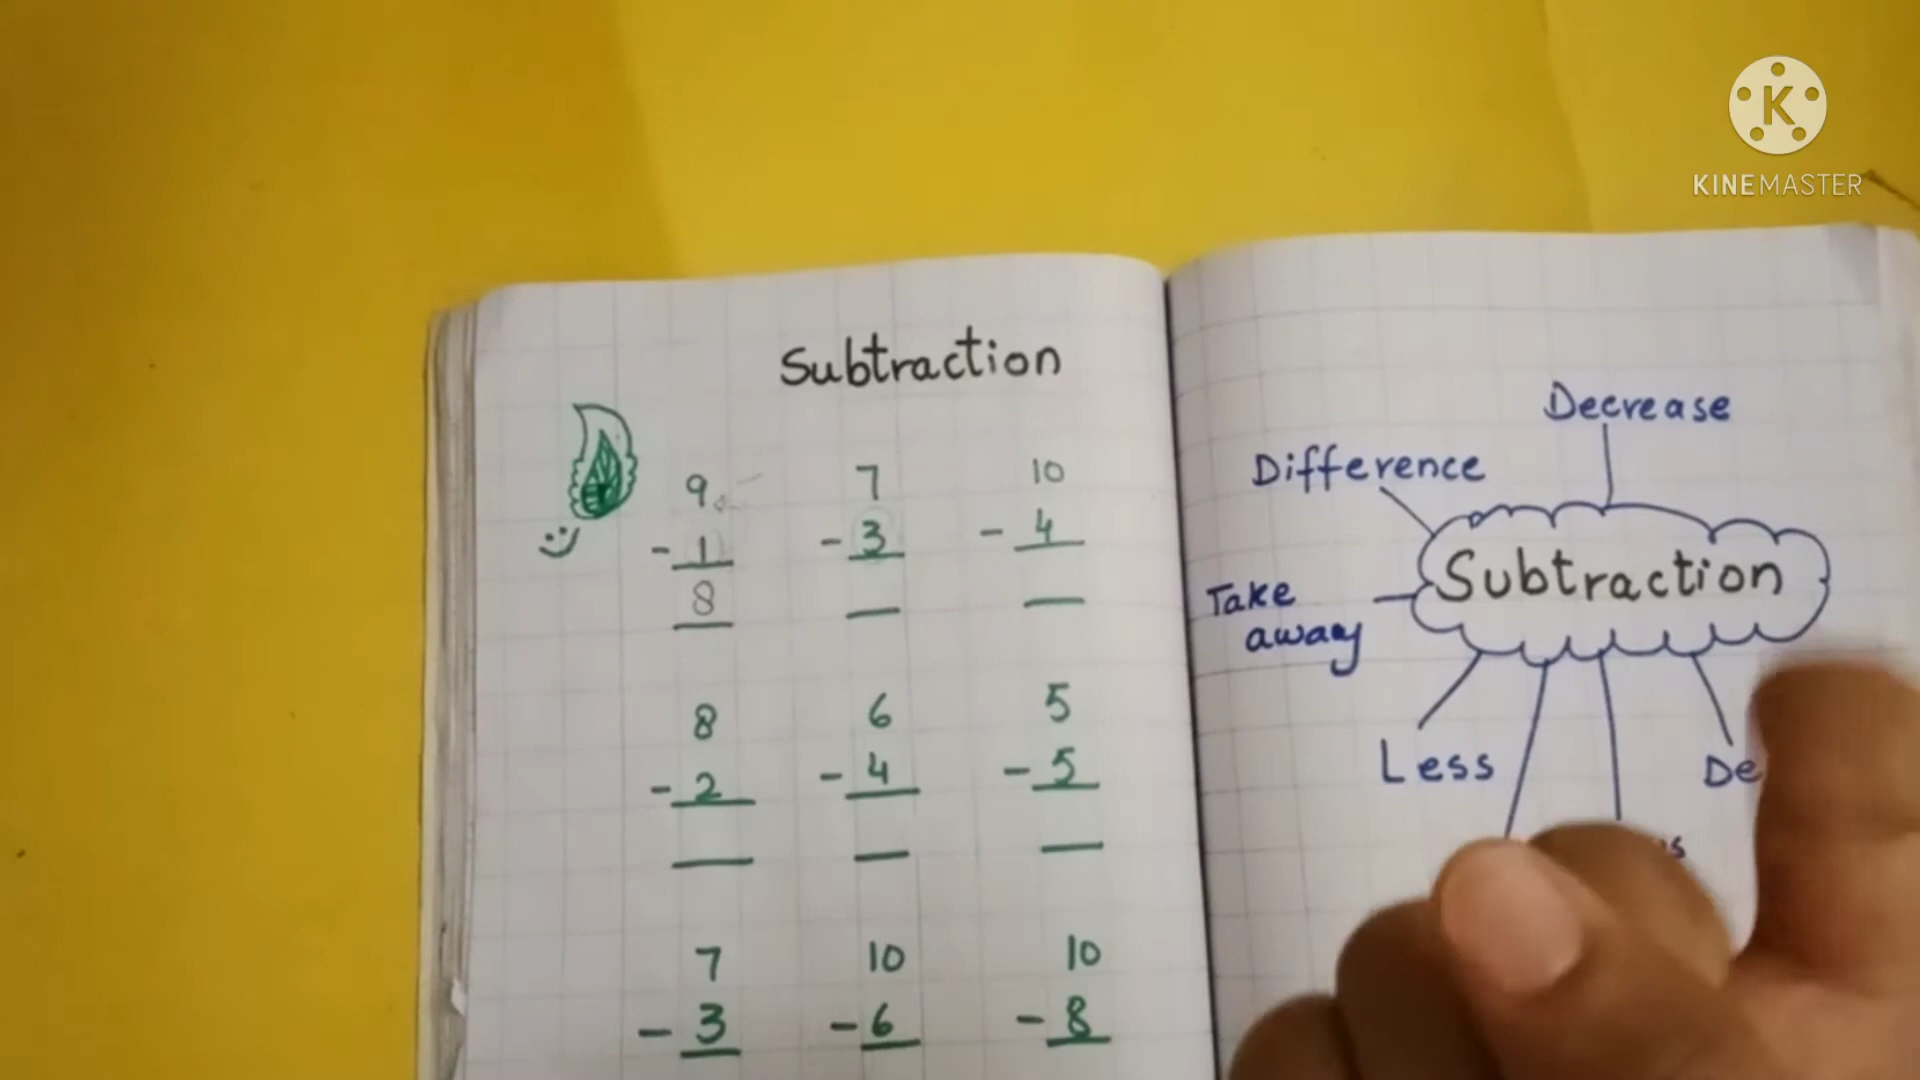 K
KINEMASTER
Subtraction
9 7 10
- 1 - 3 - 4
8
8 6 5
- 2 - 4 - 5
7 10 10
- 3 - 6 - 8
Decrease
Difference
Subtraction
Take
away
Less